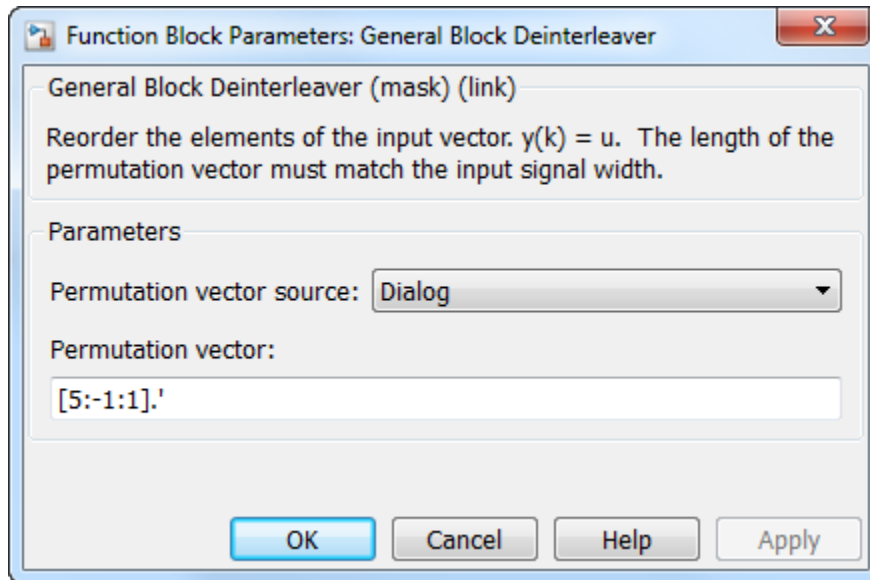 Function Block Parameters: General Block Deinterleaver
General Block Deinterleaver (mask) (link)
Reorder the elements of the input vector. y(k) = u.  The length of the
permutation vector must match the input signal width.
Parameters
Permutation vector source: Dialog
Permutation vector:
[5:-1:1].'
OK Cancel Help Apply